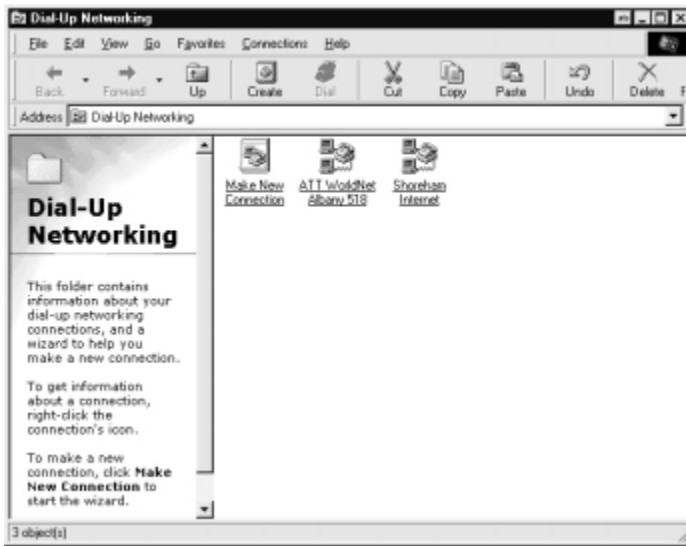 Dial-Up Networking
File Edit View Go Favorites Connections Help
Back Forward Up Create Dial Cut Copy Paste Undo Delete
Address Dial-Up Networking
Dial-Up
Networking
This folder contains
information about your
dial-up networking
connections, and a
wizard to help you
make a new connection.
To get information
about a connection,
right-click the
connection's icon.
To make a new
connection, click Make
New Connection to
start the wizard.
Make New
Connection
ATT WorldNet
Albany 518
Shoreham
Internet
3 object(s)